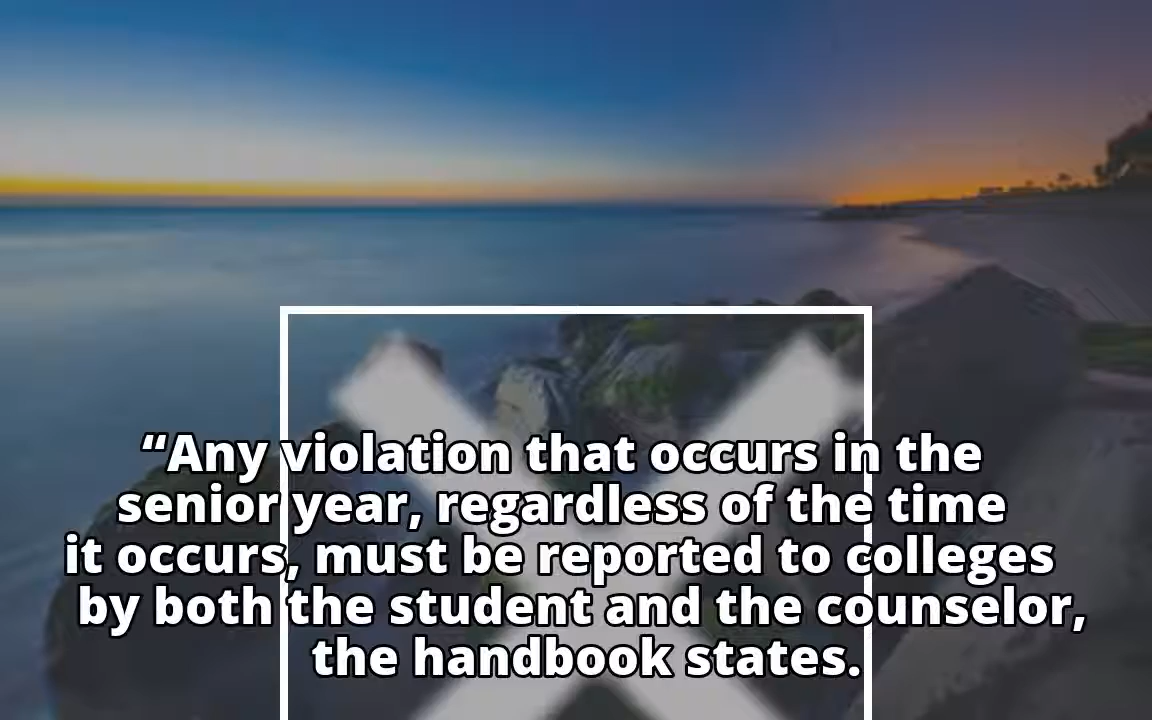 “Any violation that occurs in the
senior year, regardless of the time
it occurs, must be reported to colleges
by both the student and the counselor,
the handbook states.